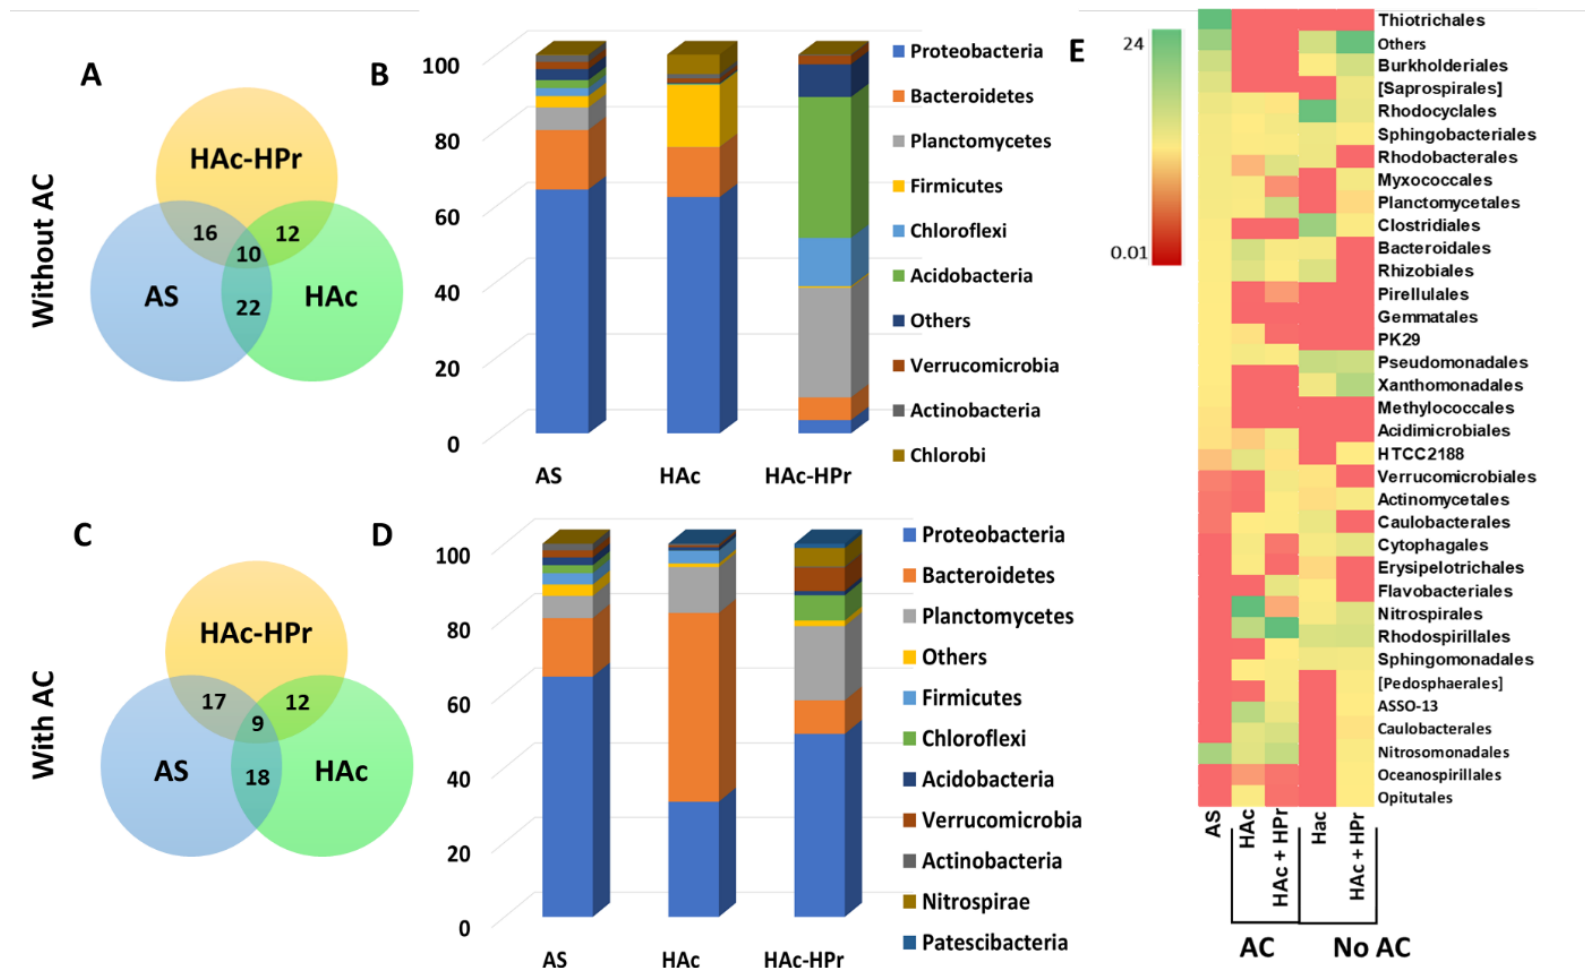 A
Without AC
HAc-HPr
16
12
10
AS
22
HAc
B
100
80
60
40
20
0
AS
HAc
HAc-HPr
Proteobacteria
Bacteroidetes
Planctomycetes
Firmicutes
Chloroflexi
Acidobacteria
Others
Verrucomicrobia
Actinobacteria
Chlorobi
C
With AC
HAc-HPr
17
12
9
AS
18
HAc
D
100
80
60
40
20
0
AS
HAc
HAc-HPr
Proteobacteria
Bacteroidetes
Planctomycetes
Others
Firmicutes
Chloroflexi
Acidobacteria
Verrucomicrobia
Actinobacteria
Nitrospirae
Patescibacteria
E
24
0.01
Thiotrichales
Others
Burkholderiales
[Saprospirales]
Rhodocyclales
Sphingobacteriales
Rhodobacterales
Myxococcales
Planctomycetales
Clostridiales
Bacteroidales
Rhizobiales
Pirellulales
Gemmatales
PK29
Pseudomonadales
Xanthomonadales
Methylococcales
Acidimicrobiales
HTCC2188
Verrucomicrobiales
Actinomycetales
Caulobacterales
Cytophagales
Erysipelotrichales
Flavobacteriales
Nitrospirales
Rhodospirillales
Sphingomonadales
[Pedosphaerales]
ASSO-13
Caulobacterales
Nitrosomonadales
Oceanospirillales
Opitutales
AS
HAc
HAc + HPr
Hac
HAc + HPr
AC
No AC